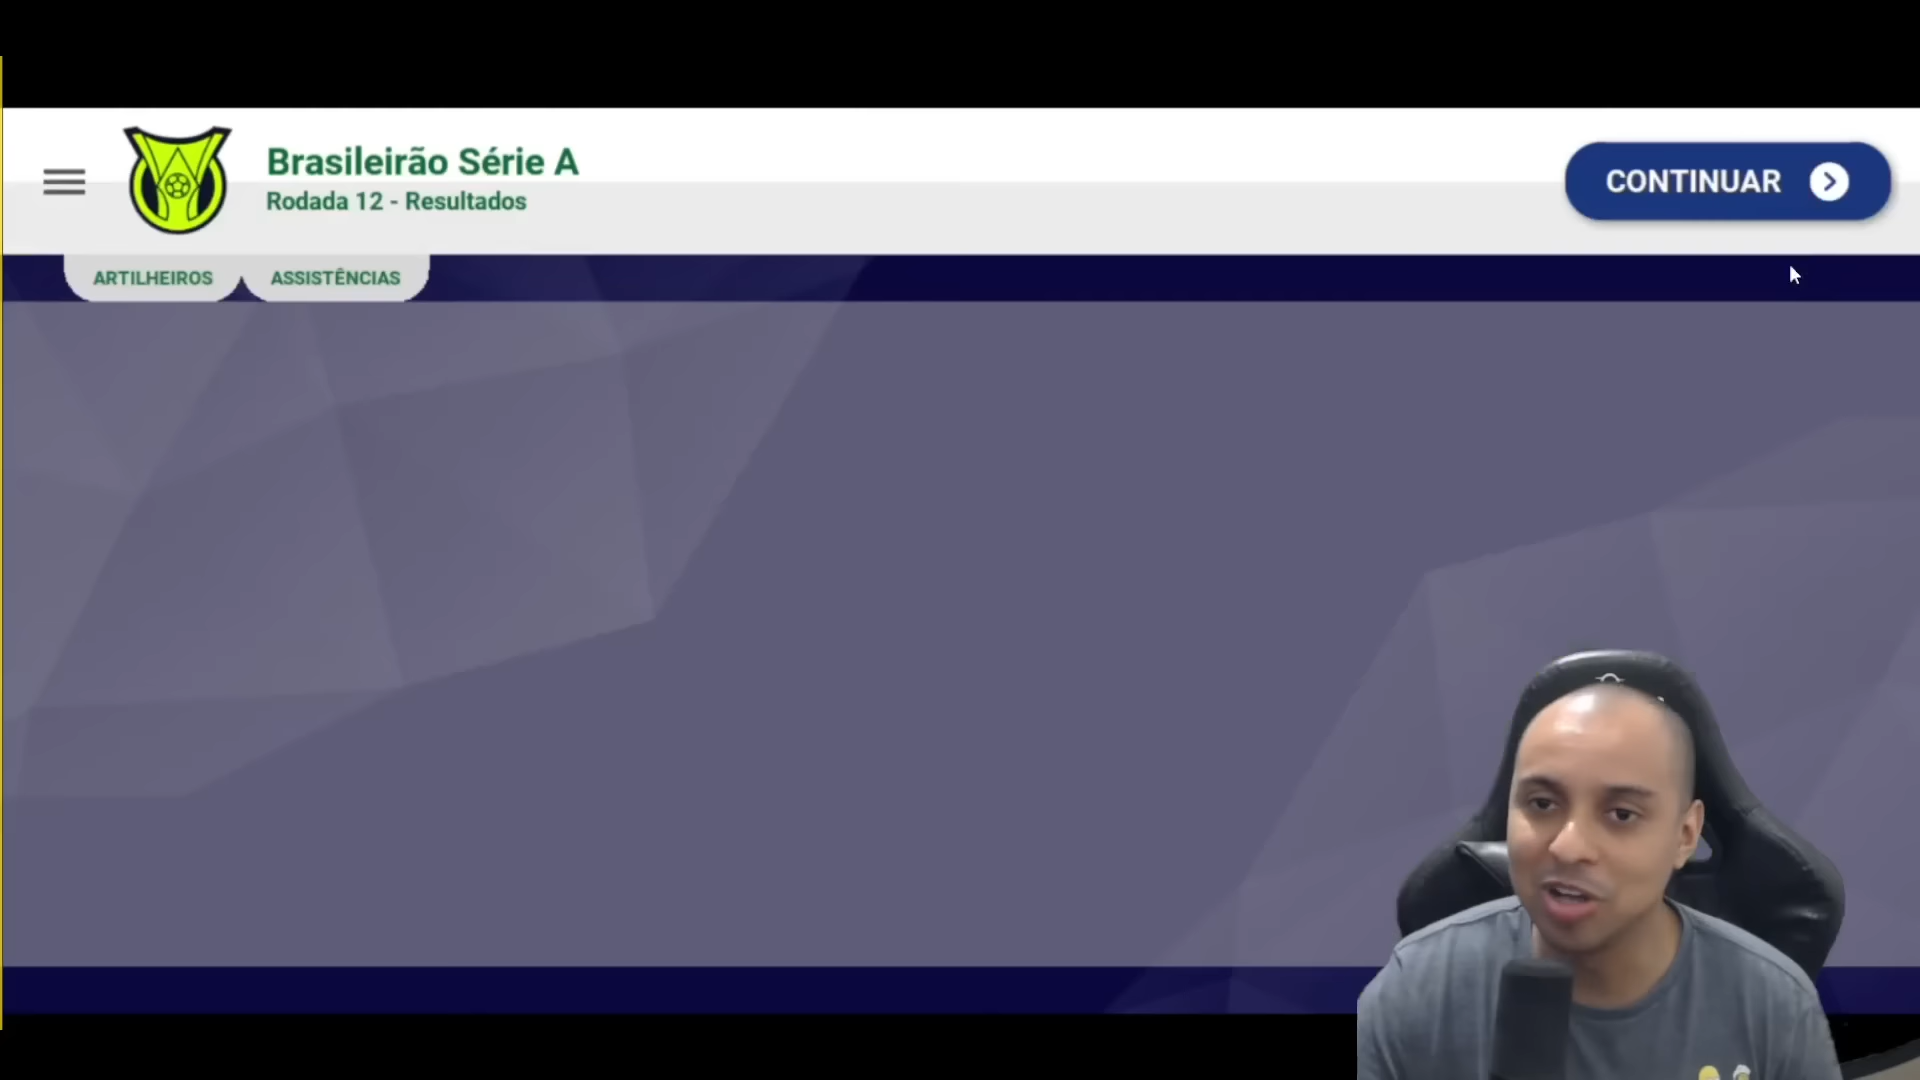 Brasileirão Série A
Rodada 12 - Resultados
CONTINUAR
ARTILHEIROS
ASSISTÊNCIAS